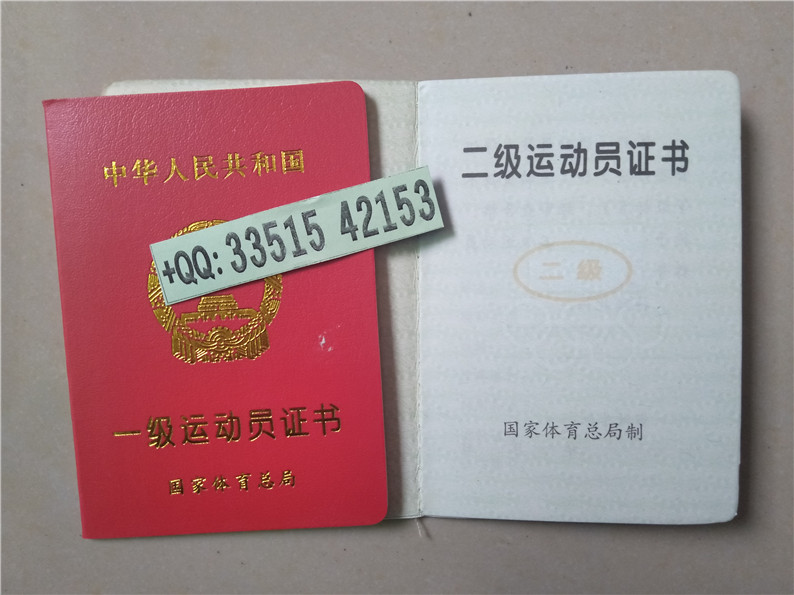 中华人民共和国
+QQ: 33515 42153
一级运动员证书
国家体育总局
二级运动员证书
二级
国家体育总局制